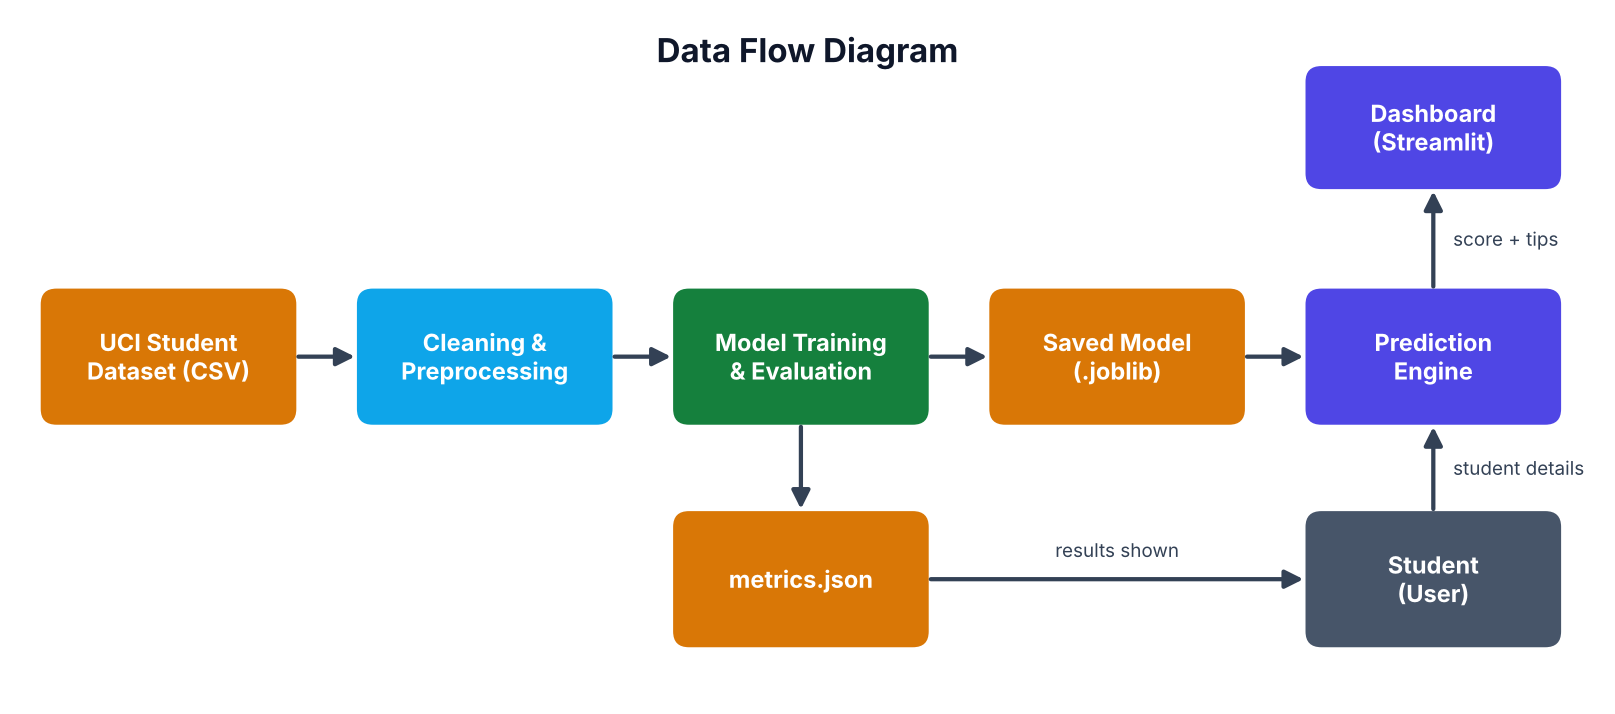 Data Flow Diagram
Dashboard
(Streamlit)
score + tips
UCI Student
Dataset (CSV)
Cleaning &
Preprocessing
Model Training
& Evaluation
Saved Model
(.joblib)
Prediction
Engine
student details
metrics.json
results shown
Student
(User)